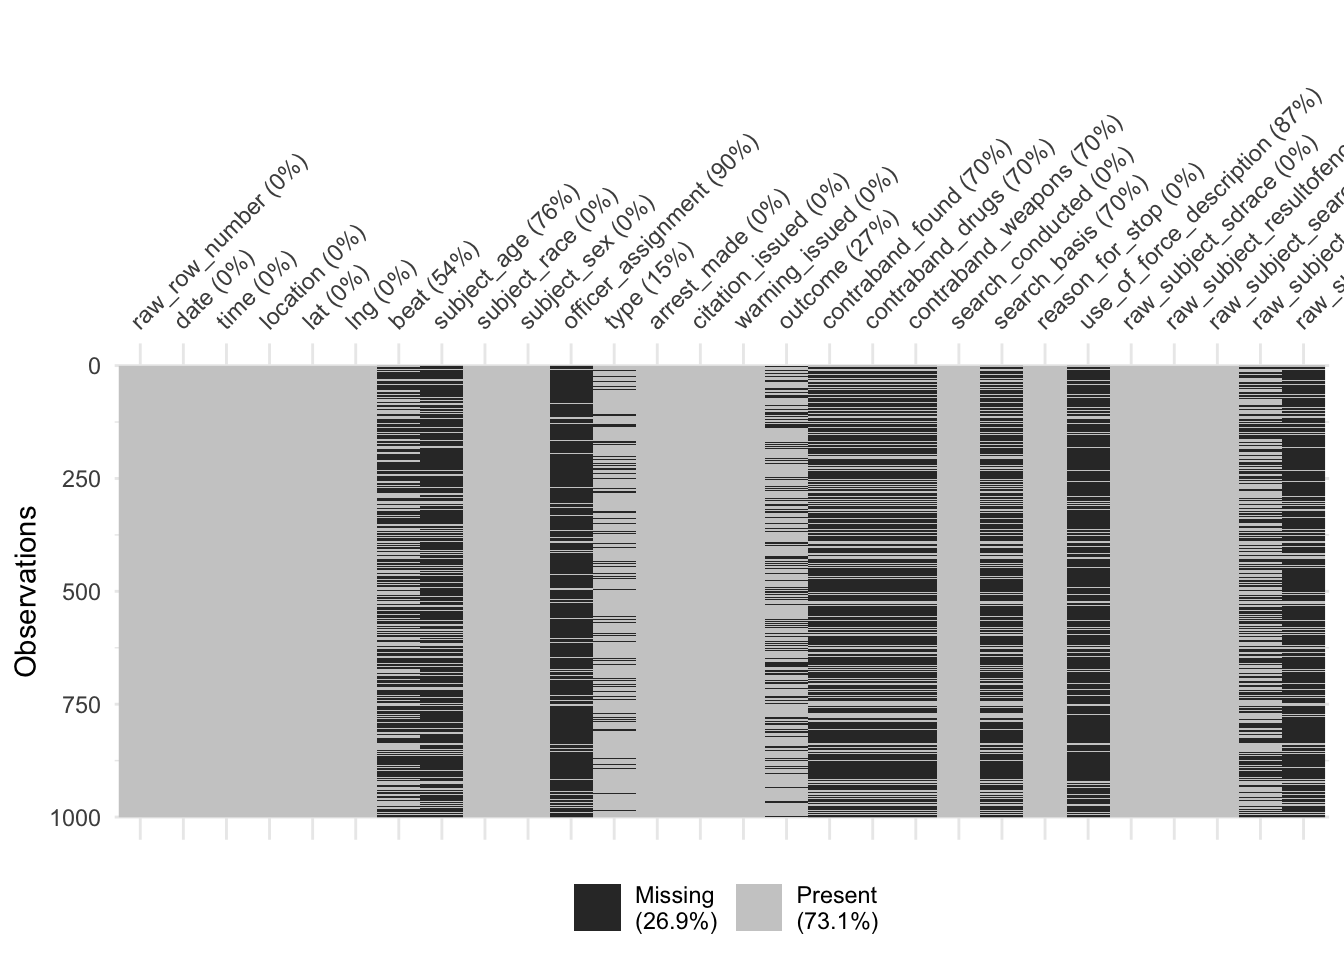 raw_row_number (0%)
date (0%)
time (0%)
location (0%)
lat (0%)
lng (0%)
beat (54%)
subject_age (76%)
subject_race (0%)
subject_sex (0%)
officer_assignment (90%)
type (15%)
arrest_made (0%)
citation_issued (0%)
warning_issued (0%)
outcome (27%)
contraband_found (70%)
contraband_drugs (70%)
contraband_weapons (70%)
search_conducted (0%)
search_basis (70%)
reason_for_stop (0%)
use_of_force_description (87%)
raw_subject_sdrace (0%)
raw_subject_resultofenc
raw_subject_sear
raw_subject
raw_s
0
250
500
750
1000
Observations
Missing
(26.9%)
Present
(73.1%)